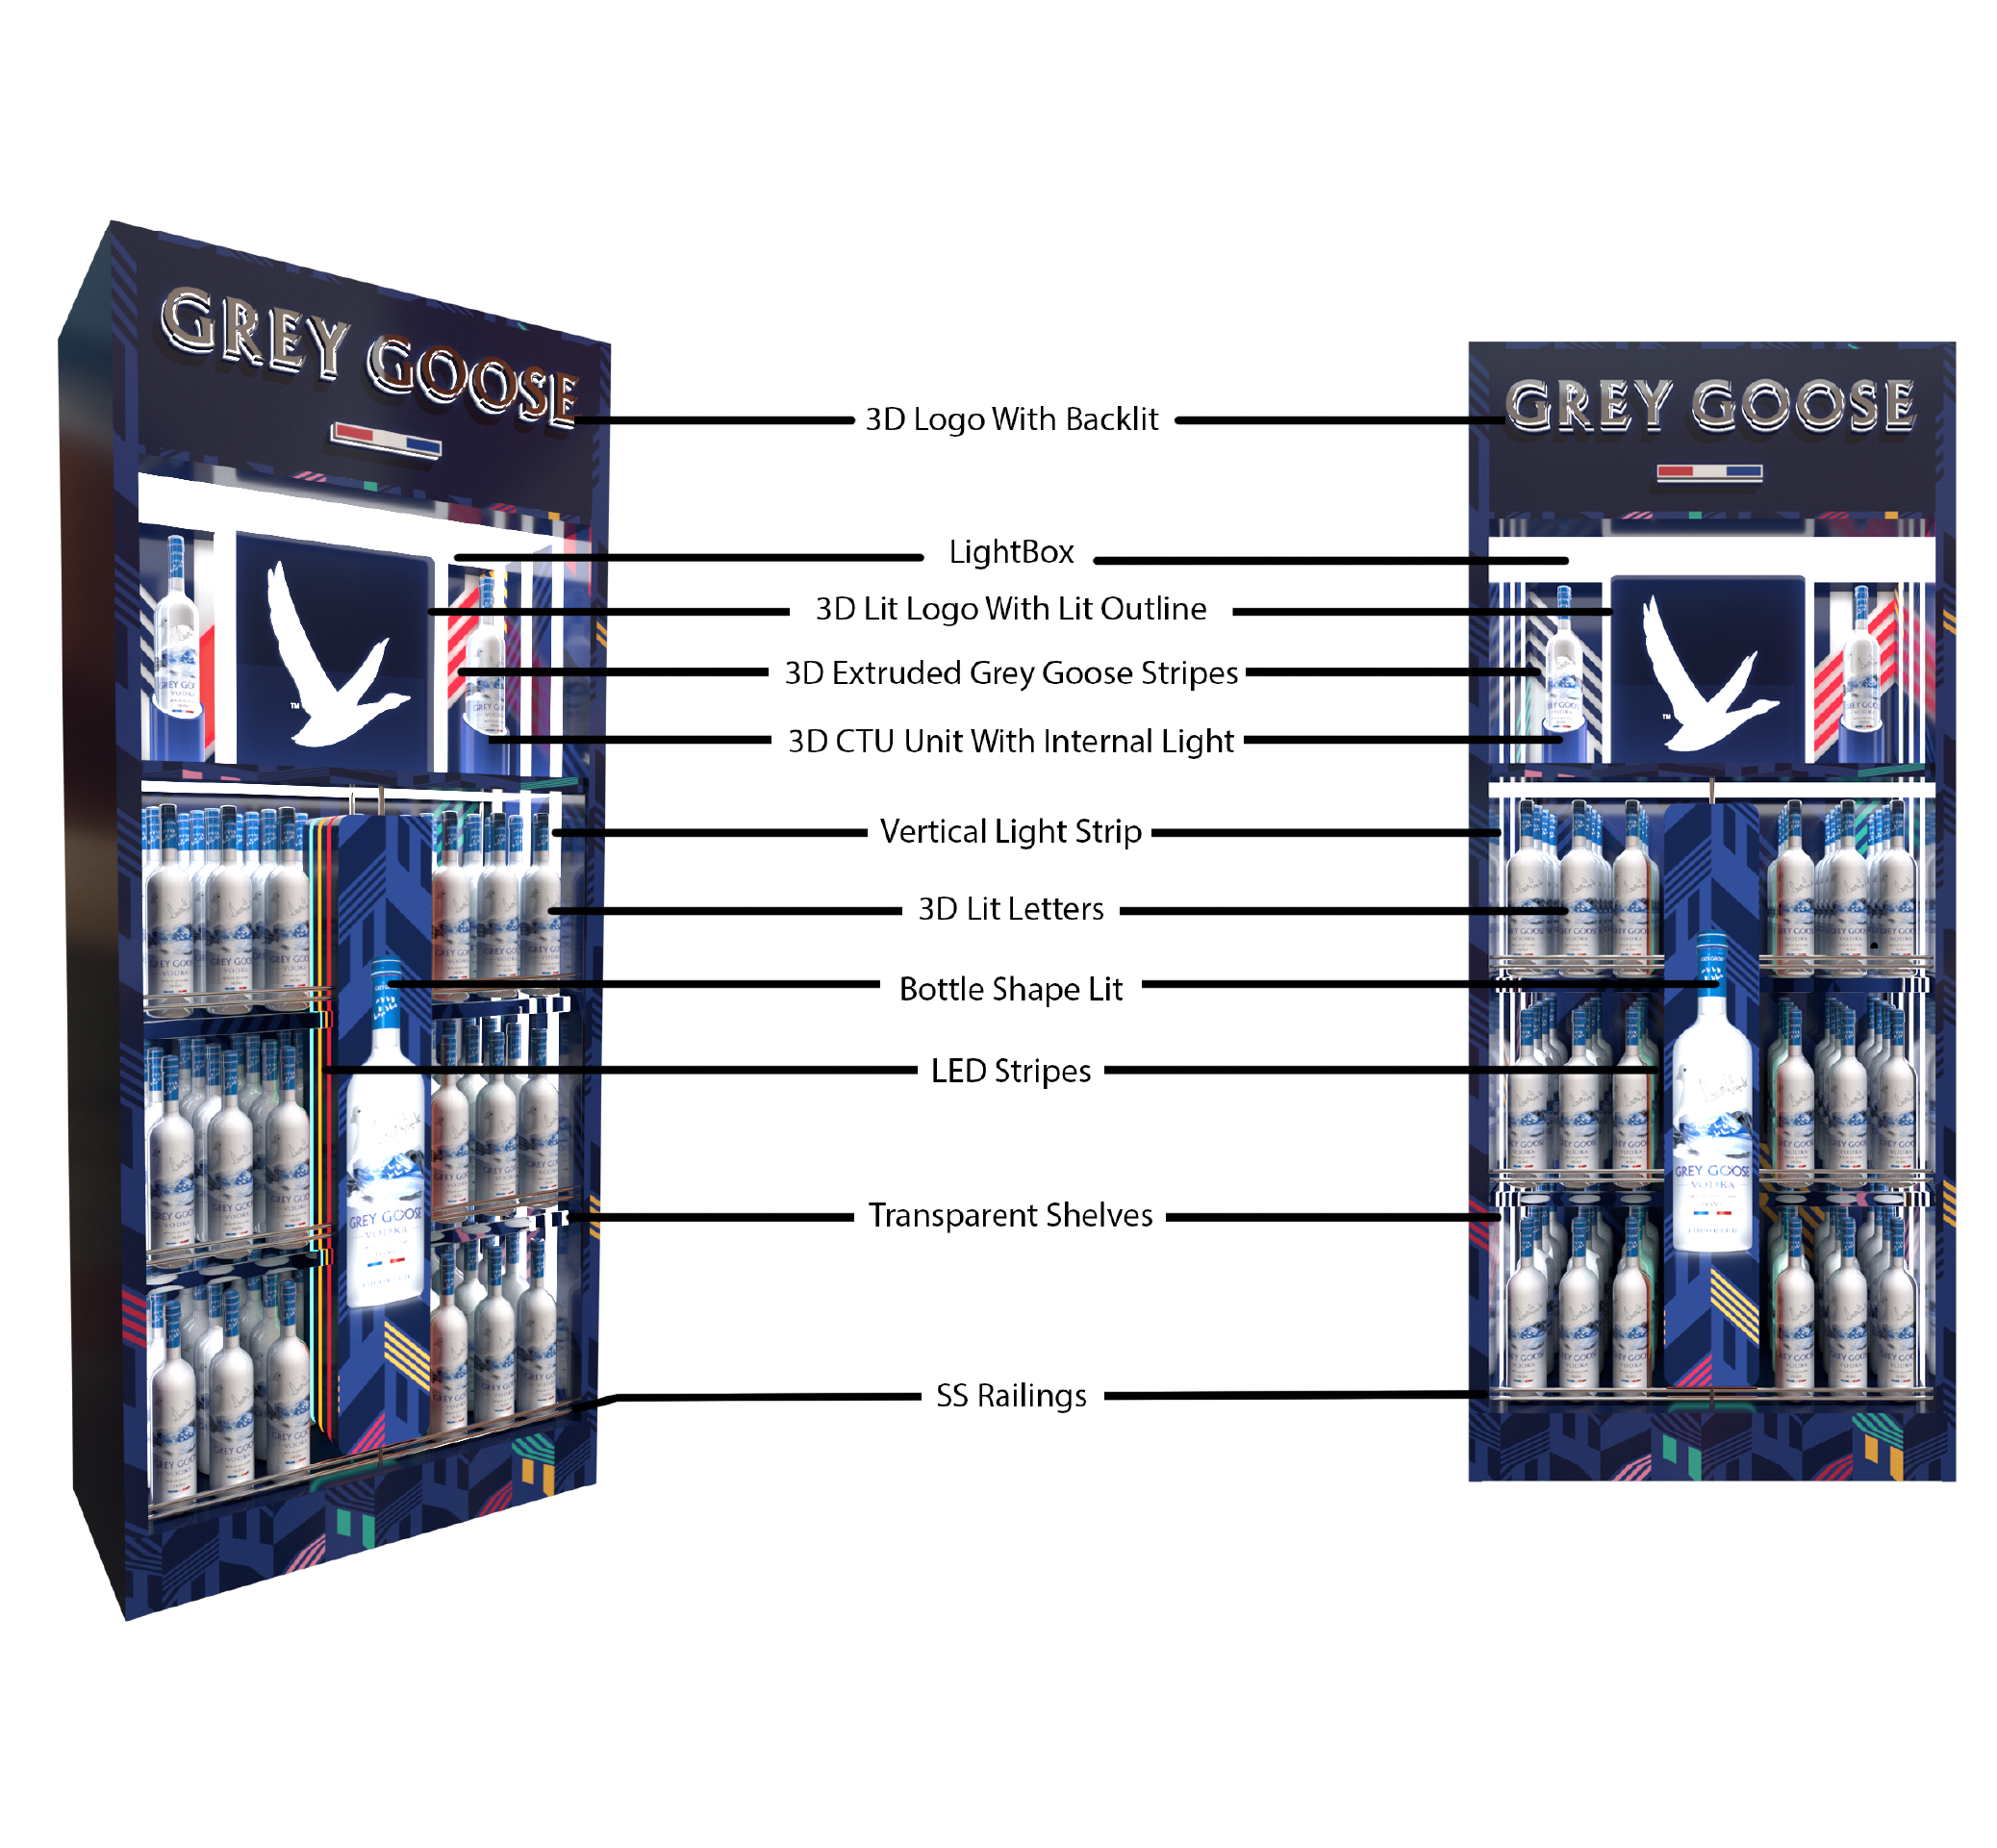 GREY GOOSE
GREY GOOSE
3D Logo With Backlit
LightBox
3D Lit Logo With Lit Outline
3D Extruded Grey Goose Stripes
3D CTU Unit With Internal Light
Vertical Light Strip
3D Lit Letters
Bottle Shape Lit
LED Stripes
Transparent Shelves
SS Railings
TM
TM
GREY GOOSE
VODKA
GREY GOOSE
VODKA